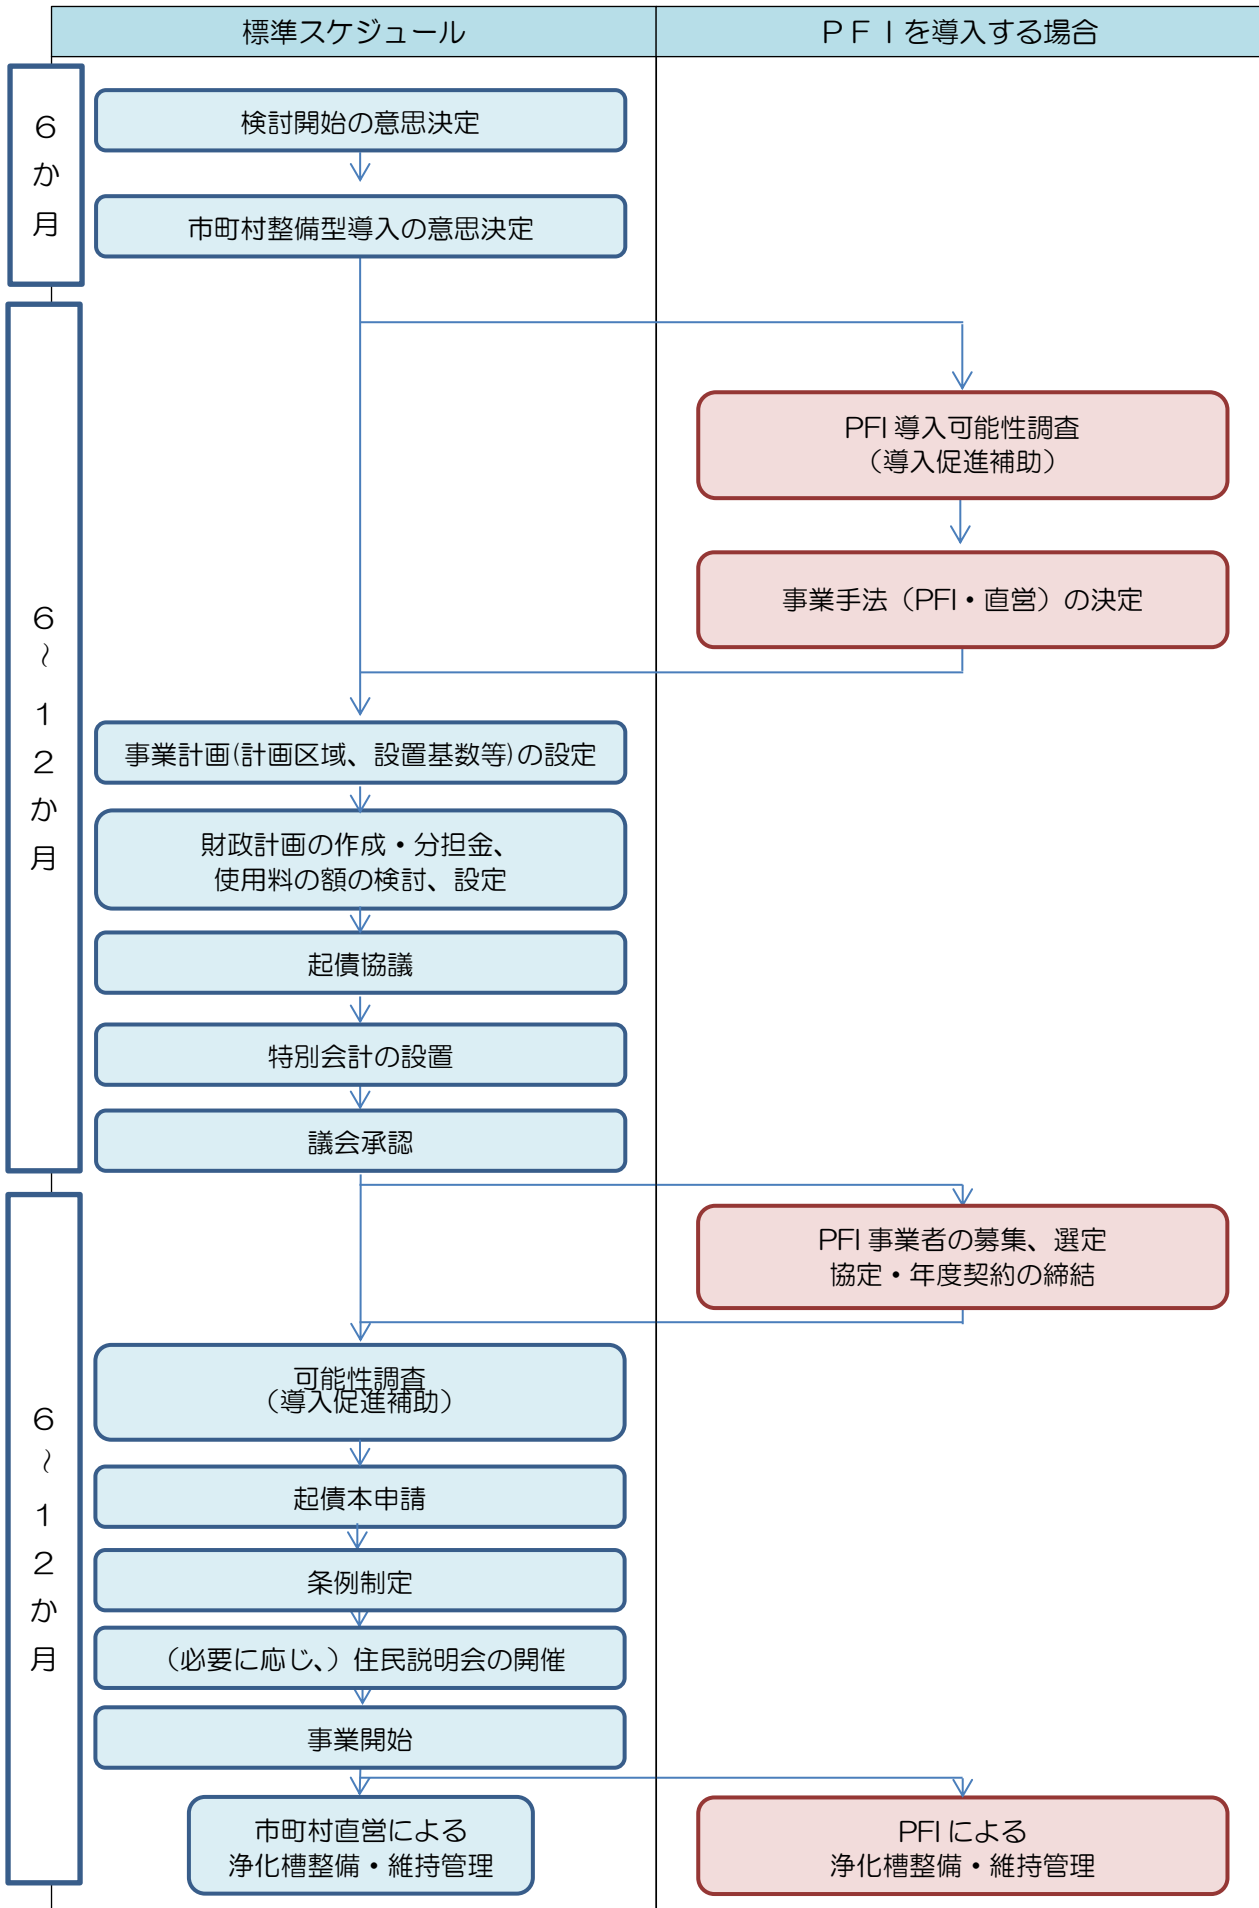 標準スケジュール
ＰＦＩを導入する場合
６か月
検討開始の意思決定
市町村整備型導入の意思決定
６～１２か月
PFI 導入可能性調査
（導入促進補助）
事業手法（PFI・直営）の決定
事業計画(計画区域、設置基数等)の設定
財政計画の作成・分担金、
使用料の額の検討、設定
起債協議
特別会計の設置
議会承認
６～１２か月
PFI 事業者の募集、選定
協定・年度契約の締結
可能性調査
（導入促進補助）
起債本申請
条例制定
（必要に応じ、）住民説明会の開催
事業開始
市町村直営による
浄化槽整備・維持管理
PFI による
浄化槽整備・維持管理